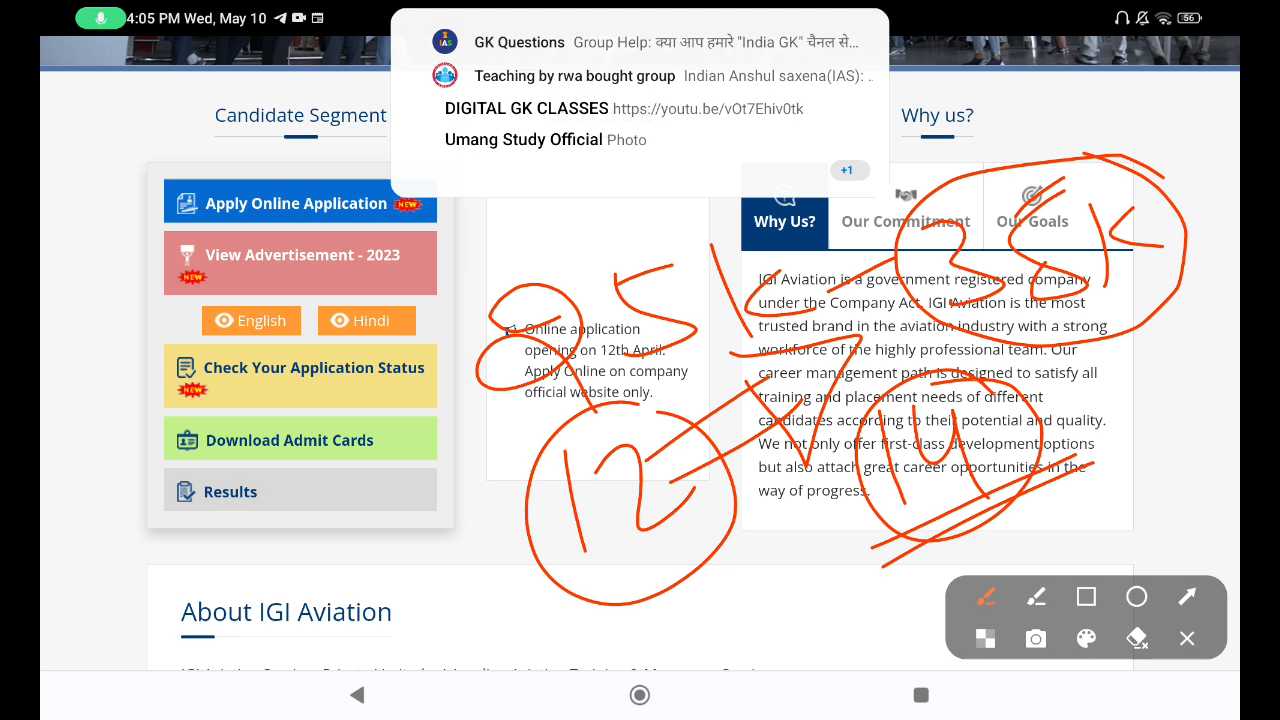 4:05 PM Wed, May 10
56
GK Questions Group Help: क्या आप हमारे "India GK" चैनल से...
Teaching by rwa bought group Indian Anshul saxena(IAS): ..
DIGITAL GK CLASSES https://youtu.be/vOt7Ehiv0tk
Umang Study Official Photo
+1
Candidate Segment
Apply Online Application NEW
View Advertisement - 2023
NEW
English
Hindi
Check Your Application Status
NEW
Download Admit Cards
Results
Online application
opening on 12th April.
Apply Online on company
official website only.
Why us?
Why Us?
Our Commitment
Our Goals
IGI Aviation is a government registered company
under the Company Act. IGI Aviation is the most
trusted brand in the aviation industry with a strong
workforce of the highly professional team. Our
career management path is designed to satisfy all
training and placement needs of different
candidates according to their potential and quality.
We not only offer first-class development options
but also attach great career opportunities in the
way of progress.
25K - 35K
12
About IGI Aviation